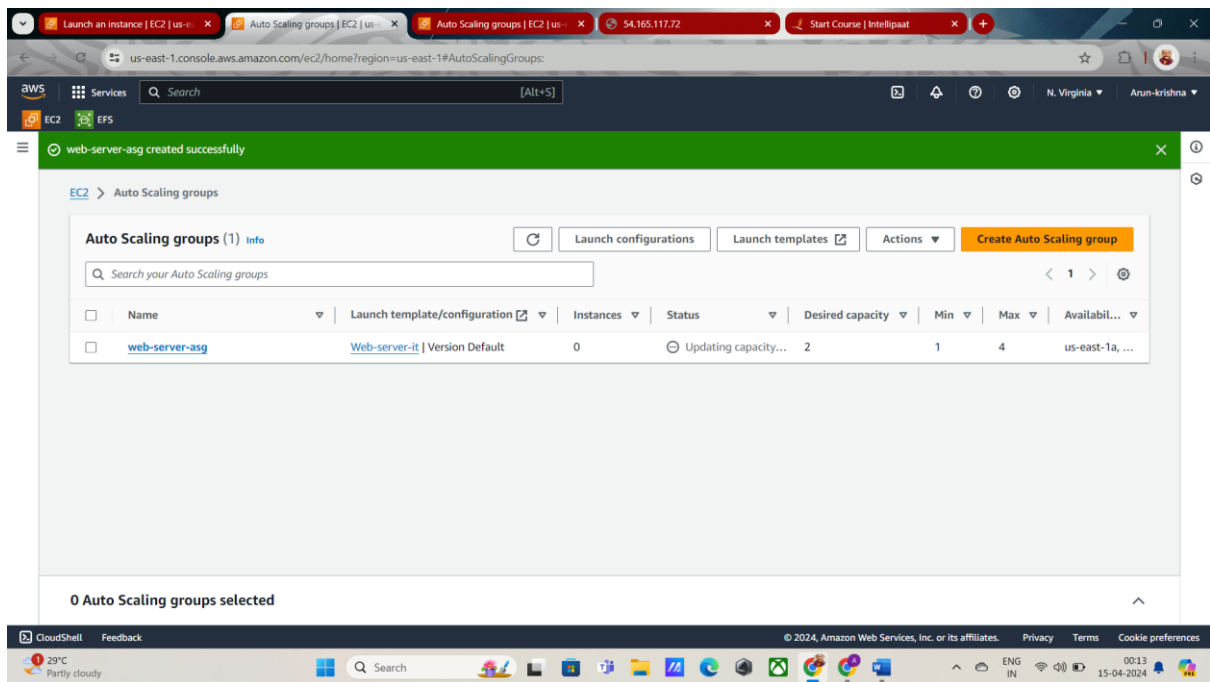 Launch an instance | EC2 | us-e
Auto Scaling groups | EC2 | us-
Auto Scaling groups | EC2 | us-
54.165.117.72
Start Course | Intellipaat
us-east-1.console.aws.amazon.com/ec2/home?region=us-east-1#AutoScalingGroups:
aws Services Search [Alt+S] N. Virginia Arun-krishna
EC2 EFS
web-server-asg created successfully
EC2 > Auto Scaling groups
Auto Scaling groups (1) Info Launch configurations Launch templates Actions Create Auto Scaling group
Search your Auto Scaling groups 1
Name Launch template/configuration Instances Status Desired capacity Min Max Availabil...
web-server-asg Web-server-it | Version Default 0 Updating capacity... 2 1 4 us-east-1a, ...
0 Auto Scaling groups selected
CloudShell Feedback © 2024, Amazon Web Services, Inc. or its affiliates. Privacy Terms Cookie preferences
1 29°C Search ENG 00:13
Partly cloudy IN 15-04-2024